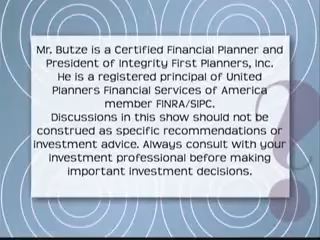 Mr. Butze is a Certified Financial Planner and
President of Integrity First Planners, Inc.
He is a registered principal of United
Planners Financial Services of America
member FINRA/SIPC.
Discussions in this show should not be
construed as specific recommendations or
investment advice. Always consult with your
investment professional before making
important investment decisions.